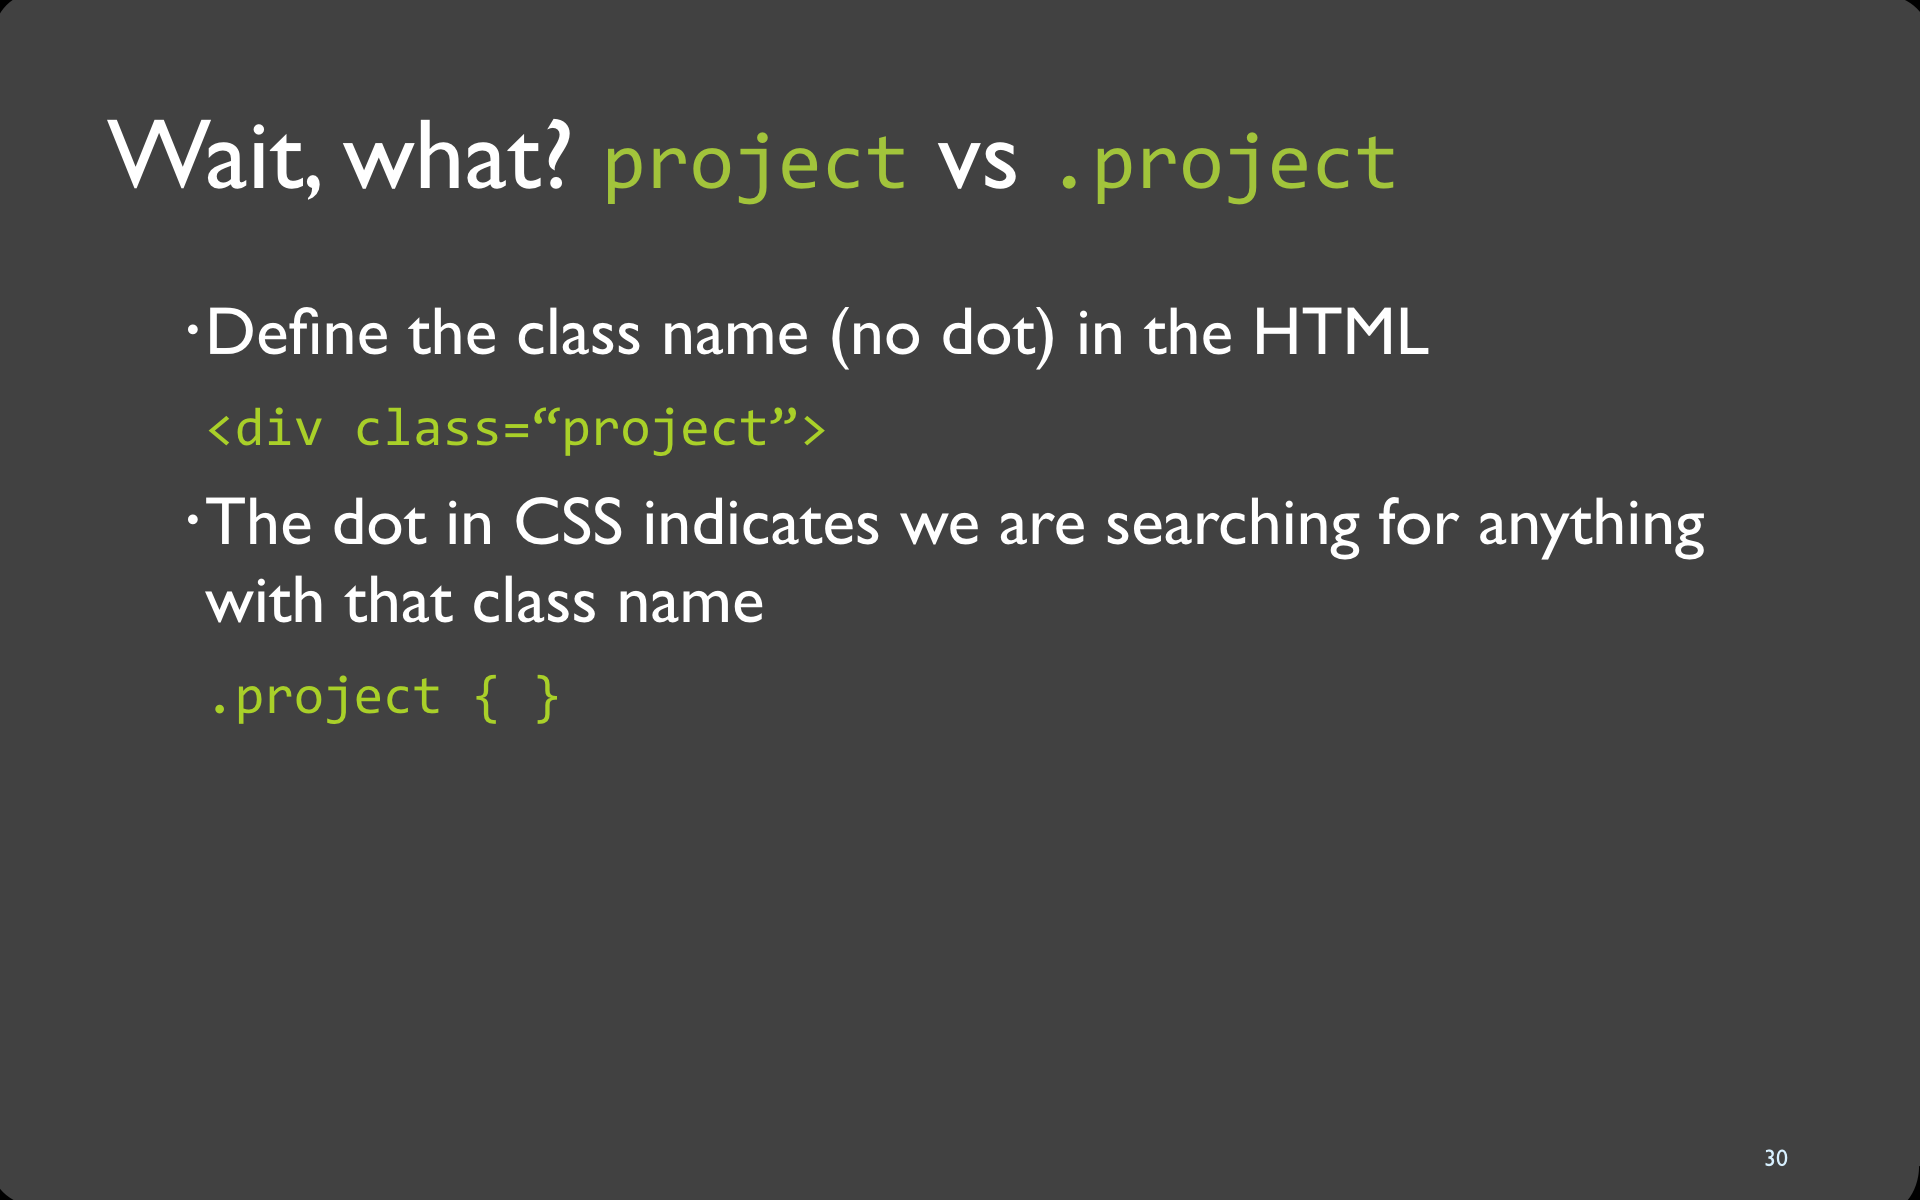 Wait, what? project vs .project
•Define the class name (no dot) in the HTML
<div class=“project”>
•The dot in CSS indicates we are searching for anything
with that class name
.project { }
30